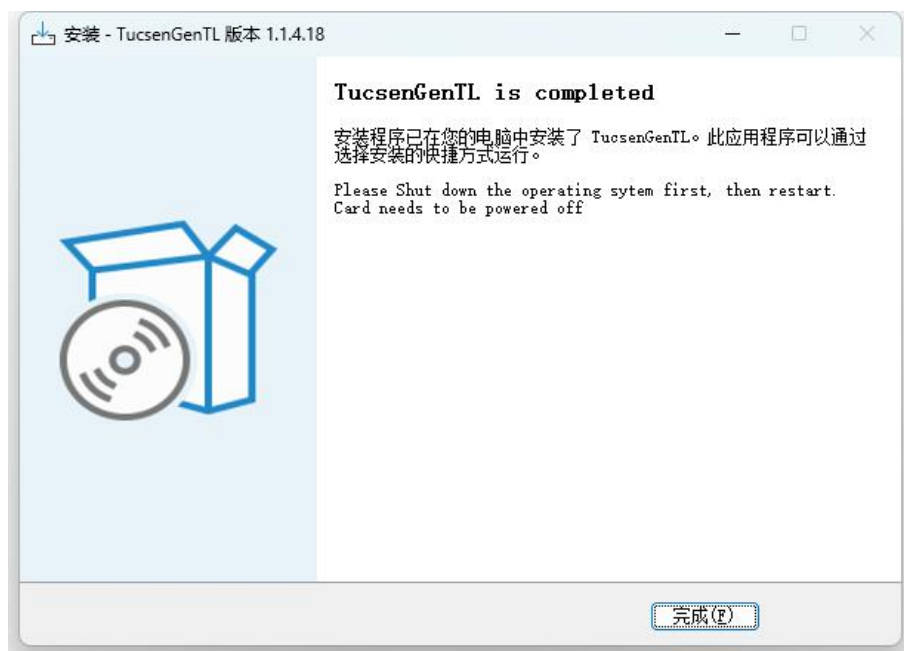 安装 - TucsenGenTL 版本 1.1.4.18
TucsenGenTL is completed
安装程序已在您的电脑中安装了 TucsenGenTL。此应用程序可以通过
选择安装的快捷方式运行。
Please Shut down the operating sytem first, then restart.
Card needs to be powered off
完成(F)